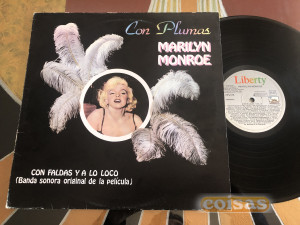 Con Plumas
MARILYN
MONROE
CON FALDAS Y A LO LOCO
(Banda sonora original de la película)
Liberty
coisas